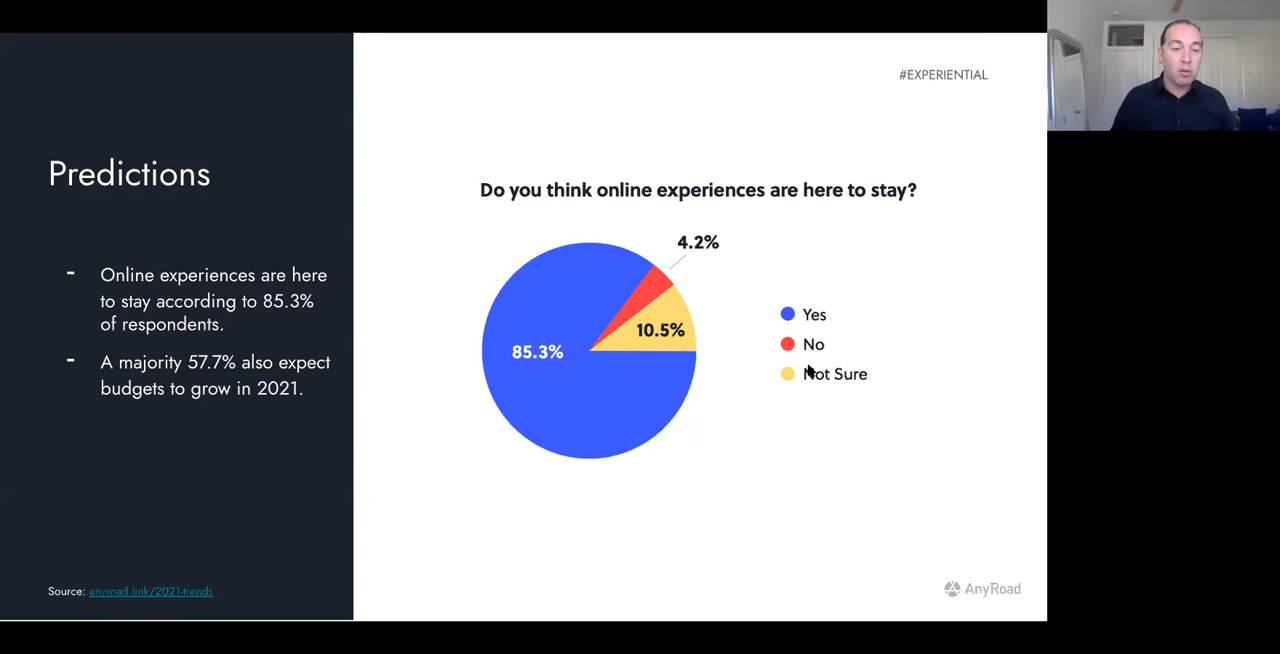 #EXPERIENTIAL
Predictions
- Online experiences are here
to stay according to 85.3%
of respondents.
- A majority 57.7% also expect
budgets to grow in 2021.
Source: anyroad.link/2021-trends
Do you think online experiences are here to stay?
4.2%
10.5%
85.3%
Yes
No
Not Sure
AnyRoad